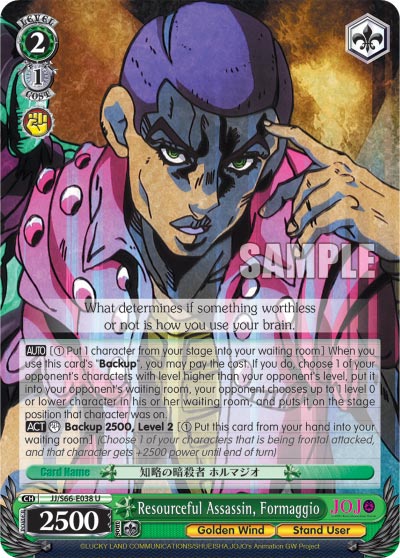 LEVEL
2
1
COST
SAMPLE
What determines if something worthless
or not is how you use your brain.
AUTO [① Put 1 character from your stage into your waiting room] When you
use this card's "Backup", you may pay the cost. If you do, choose 1 of your
opponent's characters with level higher than your opponent's level, put it
into your opponent's waiting room, your opponent chooses up to 1 level 0
or lower character in his or her waiting room, and puts it on the stage
position that character was on.
ACT Backup 2500, Level 2 [① Put this card from your hand into your
waiting room] (Choose 1 of your characters that is being frontal attacked,
and that character gets +2500 power until end of turn)
Card Name 知略の暗殺者 ホルマジオ
CH JJ/S66-E038 U Resourceful Assassin, Formaggio JOJO
POWER 2500 SOUL Golden Wind Stand User
©LUCKY LAND COMMUNICATIONS/SHUEISHA,JOJO's Animation GW Project